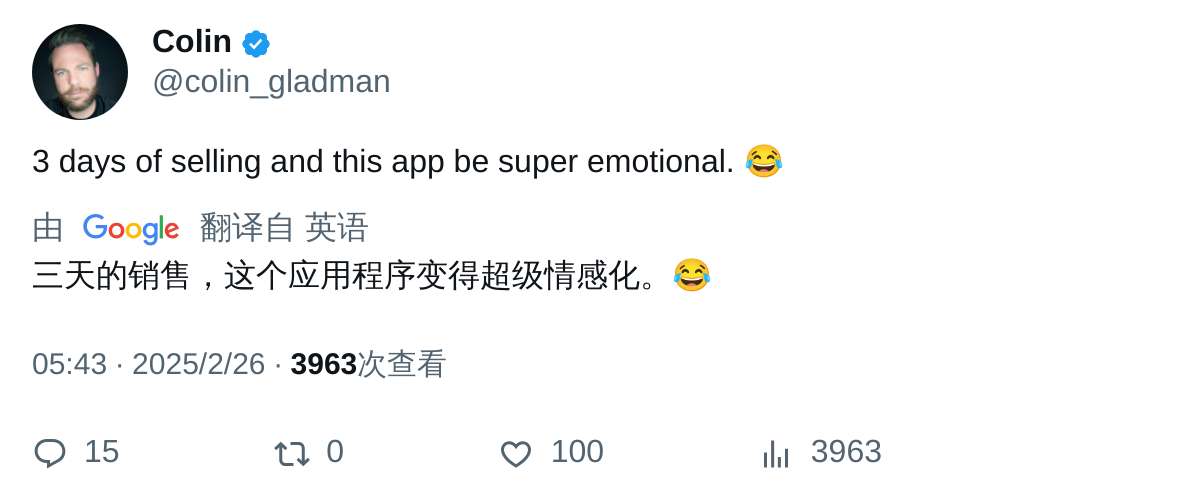 Colin
@colin_gladman
3 days of selling and this app be super emotional. 😂
由 Google 翻译自 英语
三天的销售，这个应用程序变得超级情感化。😂
05:43 · 2025/2/26 · 3963次查看
15 0 100 3963